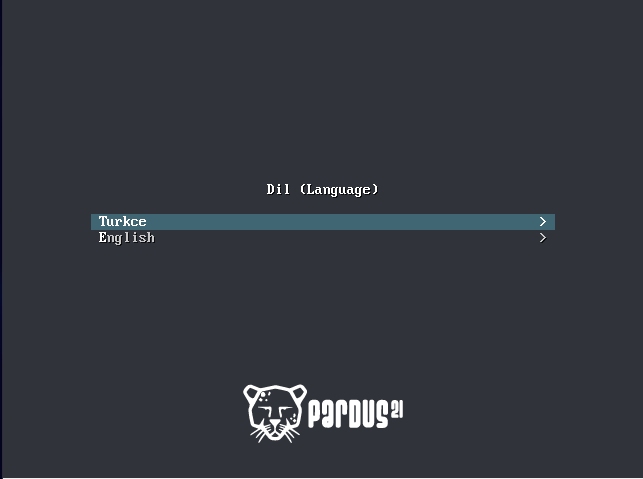 Dil (Language)
Turkce >
English >
PARDUS 21